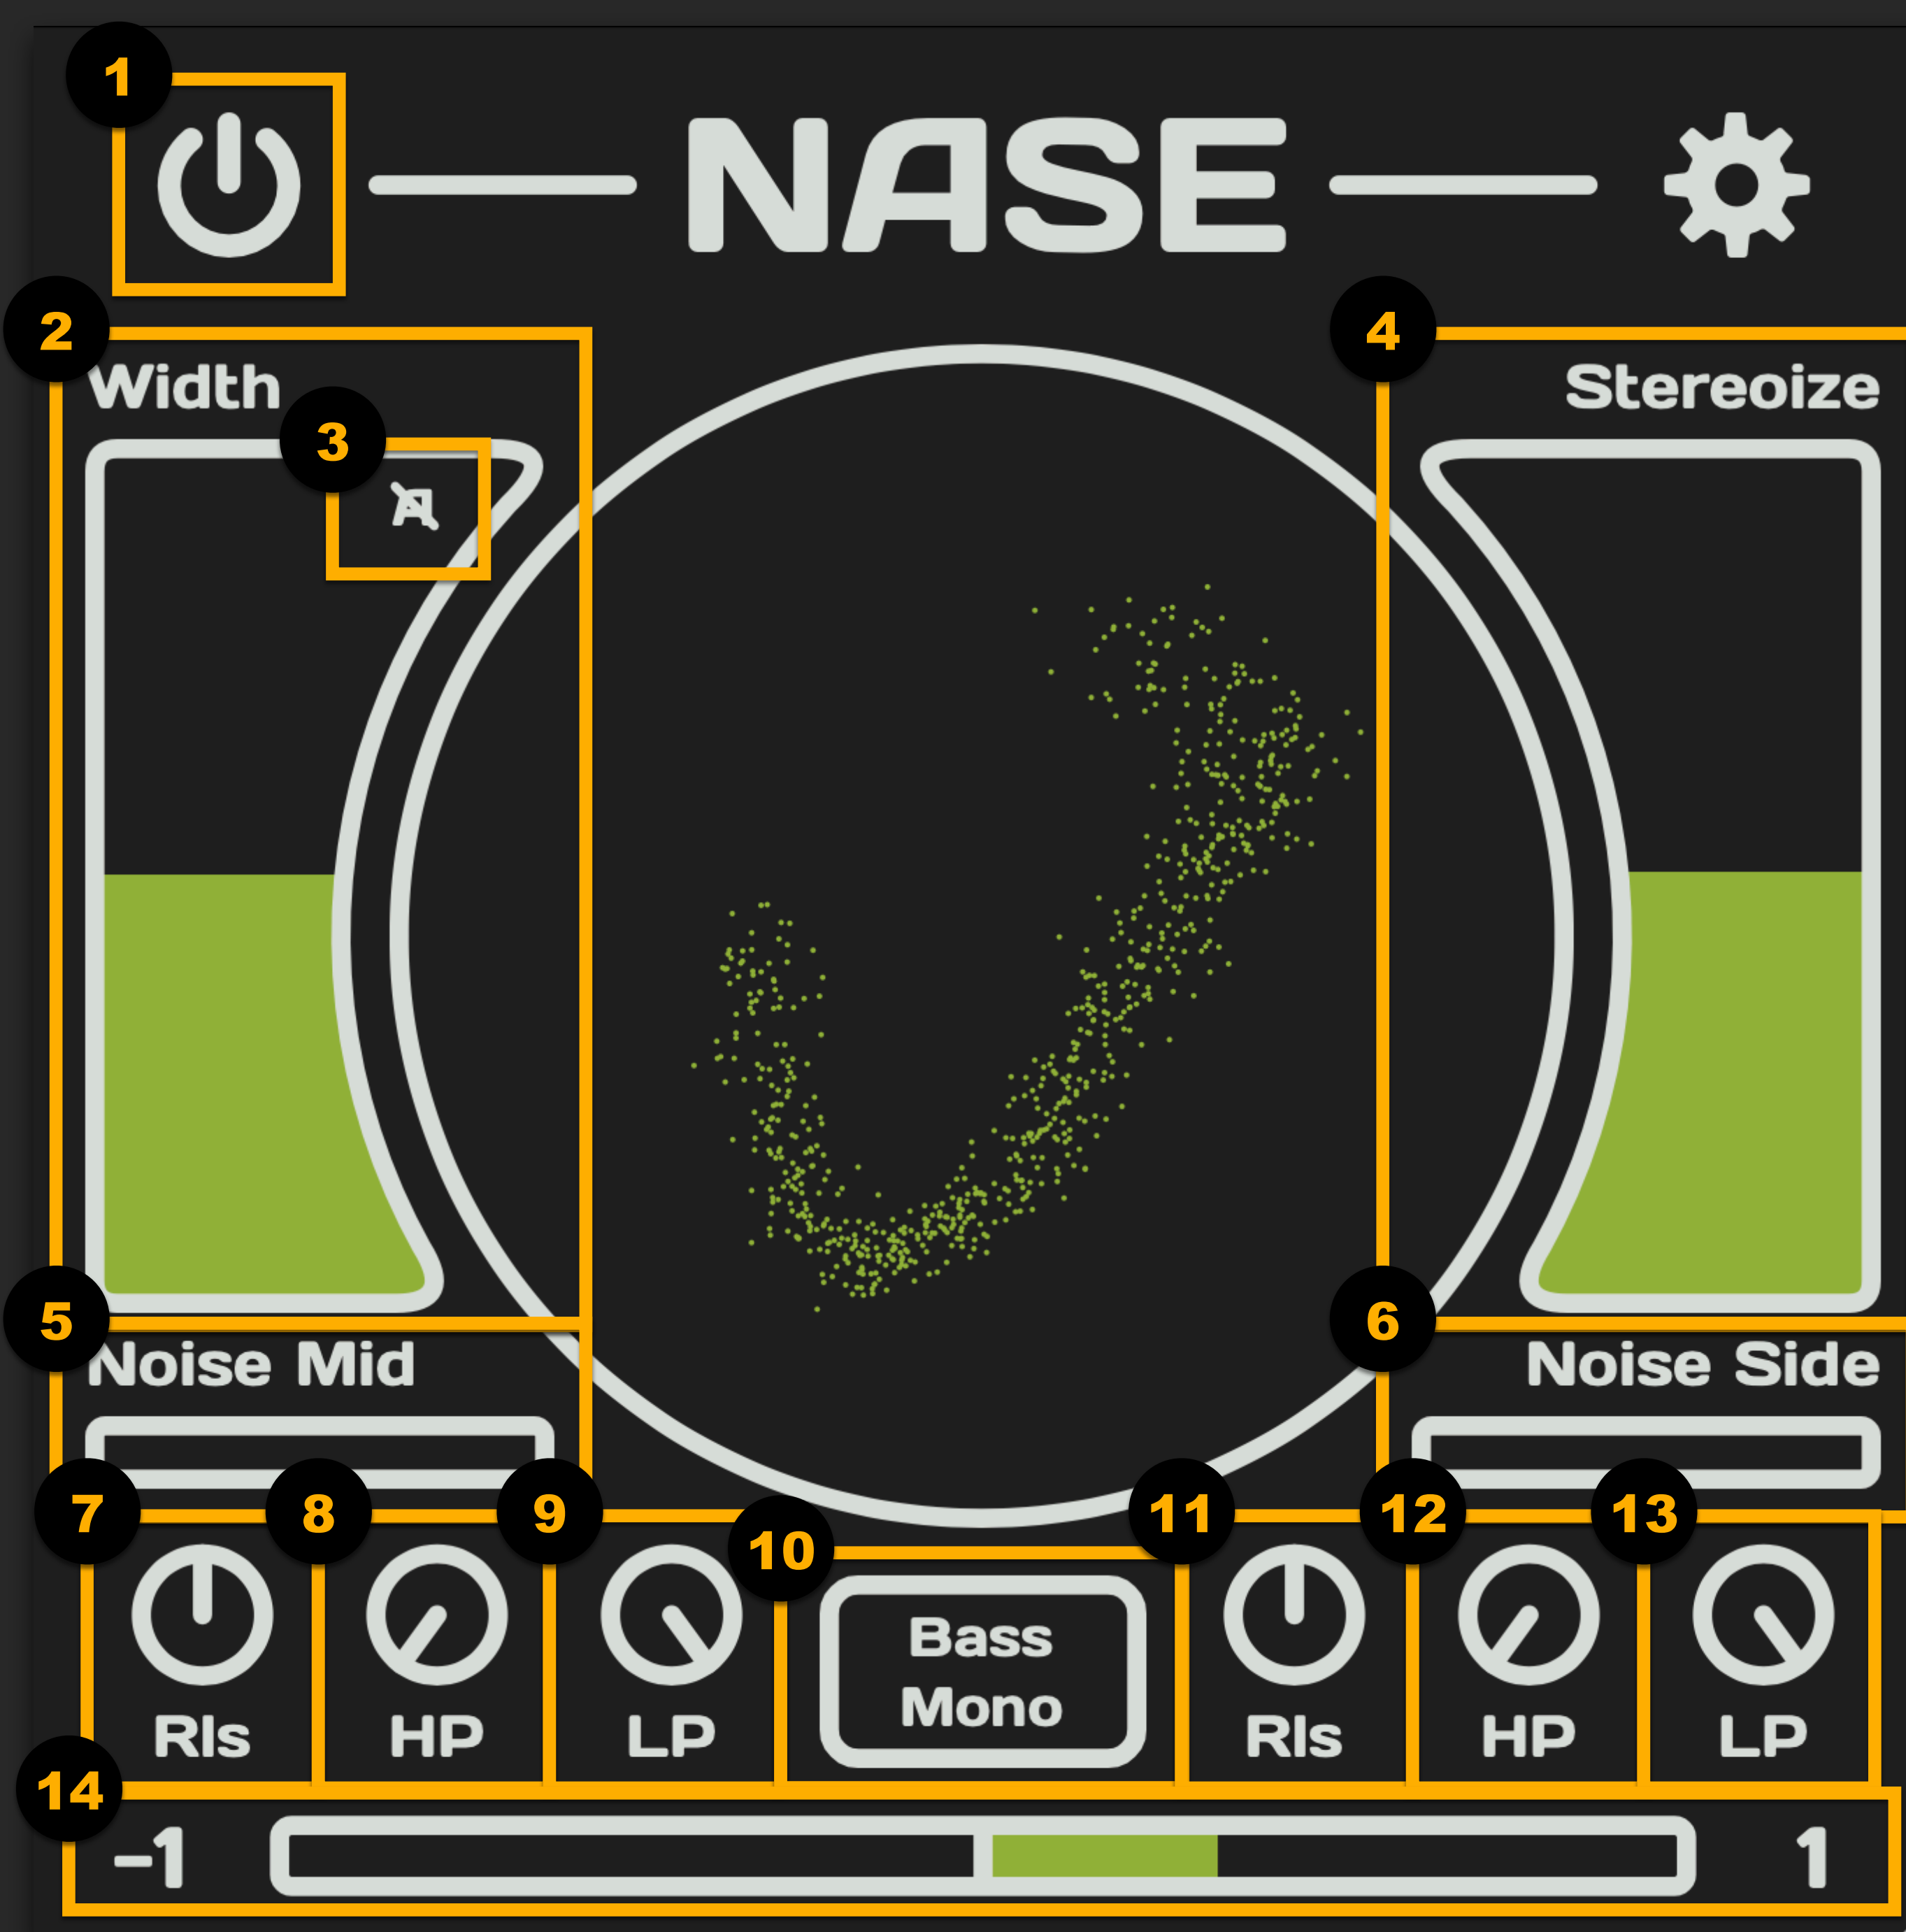 1
NASE
2
4
Width
Stereoize
3
A
5
6
Noise Mid
Noise Side
7
8
9
10
11
12
13
Bass
Mono
Rls
HP
LP
Rls
HP
LP
14
-1
1